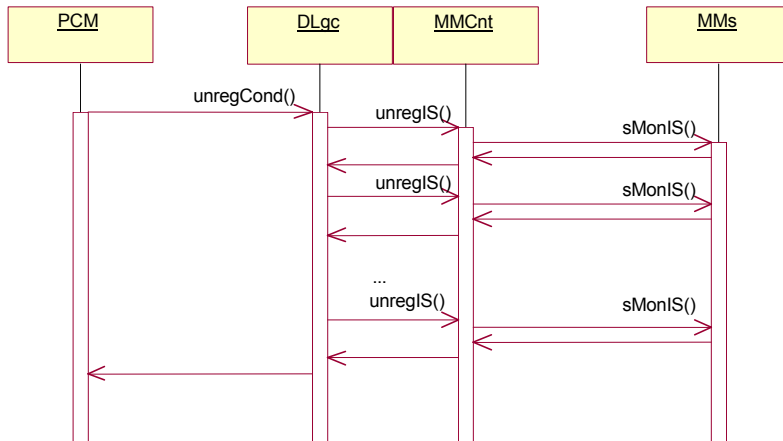 PCM
DLgc
MMCnt
MMs
unregCond()
unregIS()
sMonIS()
unregIS()
sMonIS()
...
unregIS()
sMonIS()